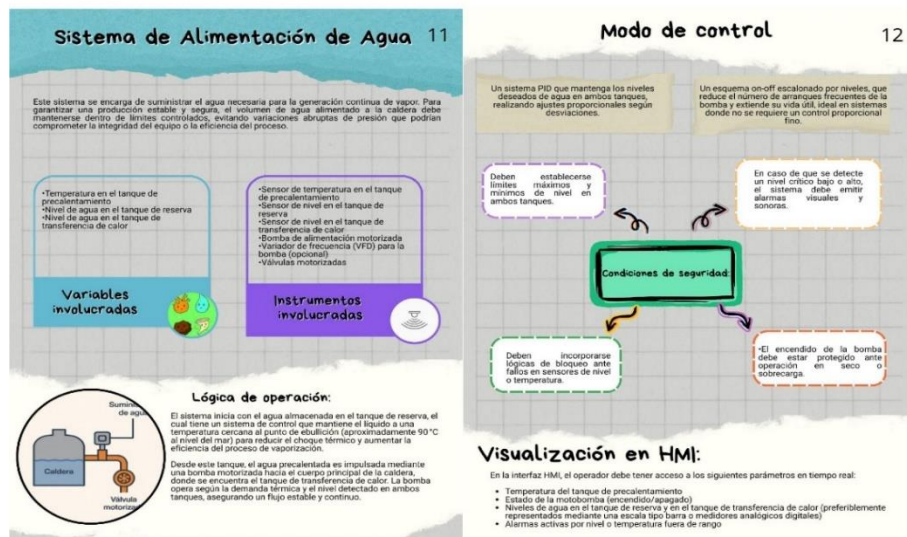 Sistema de Alimentación de Agua
11
Este sistema se encarga de suministrar el agua necesaria para la generación continua de vapor. Para
garantizar una producción estable y segura, el volumen de agua alimentado a la caldera debe
mantenerse dentro de límites controlados, evitando variaciones abruptas de presión que podrían
comprometer la integridad del equipo o la eficiencia del proceso.
•Temperatura en el tanque de
precalentamiento
•Nivel de agua en el tanque de reserva
•Nivel de agua en el tanque de
transferencia de calor
Variables
involucradas
•Sensor de temperatura en el tanque
de precalentamiento
•Sensor de nivel en el tanque de
reserva
•Sensor de nivel en el tanque de
transferencia de calor
•Bomba de alimentación motorizada
•Variador de frecuencia (VFD) para la
bomba (opcional)
•Válvulas motorizadas
Instrumentos
involucrados
Sumini
de agu
Caldera
Válvula
motoriza
Lógica de operación:
El sistema inicia con el agua almacenada en el tanque de reserva, el
cual tiene un sistema de control que mantiene el líquido a una
temperatura cercana al punto de ebullición (aproximadamente 90 °C
al nivel del mar) para reducir el choque térmico y aumentar la
eficiencia del proceso de vaporización.
Desde este tanque, el agua precalentada es impulsada mediante
una bomba motorizada hacia el cuerpo principal de la caldera,
donde se encuentra el tanque de transferencia de calor. La bomba
opera según la demanda térmica y el nivel detectado en ambos
tanques, asegurando un flujo estable y continuo.
Modo de control
12
Un sistema PID que mantenga los niveles
deseados de agua en ambos tanques,
realizando ajustes proporcionales según
desviaciones.
Un esquema on-off escalonado por niveles, que
reduce el número de arranques frecuentes de la
bomba y extiende su vida útil, ideal en sistemas
donde no se requiere un control proporcional
fino.
Deben establecerse
límites máximos y
mínimos de nivel en
ambos tanques.
En caso de que se detecte
un nivel crítico bajo o alto,
el sistema debe emitir
alarmas visuales y
sonoras.
Condiciones de seguridad:
Deben incorporarse
lógicas de bloqueo ante
fallos en sensores de nivel
o temperatura.
•El encendido de la bomba
debe estar protegido ante
operación en seco o
sobrecarga.
Visualización en HMI:
En la interfaz HMI, el operador debe tener acceso a los siguientes parámetros en tiempo real:
• Temperatura del tanque de precalentamiento
• Estado de la motobomba (encendido/apagado)
• Niveles de agua en el tanque de reserva y en el tanque de transferencia de calor (preferiblemente
representados mediante una escala tipo barra o medidores analógicos digitales)
• Alarmas activas por nivel o temperatura fuera de rango